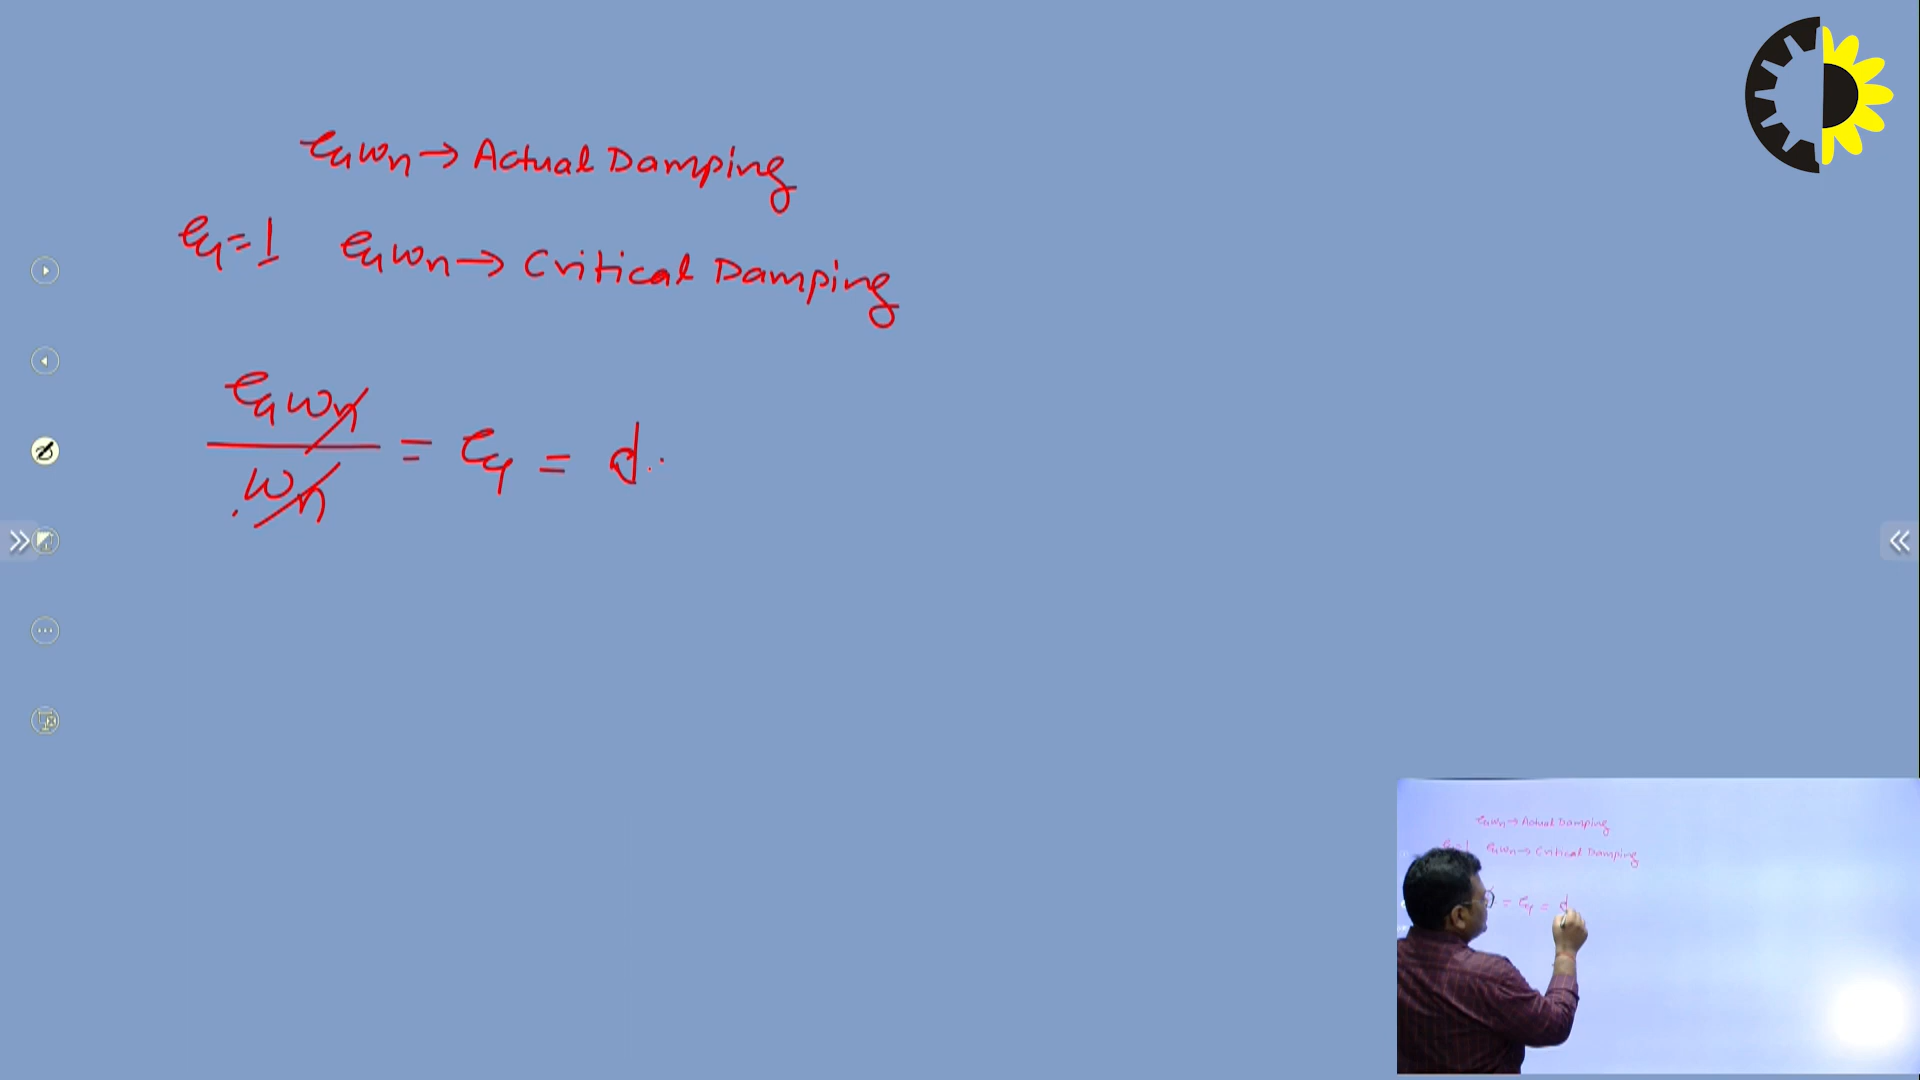 ξωn → Actual Damping
ξ=1 ξωn → Critical Damping
ξωn
/ωn = ξ = d